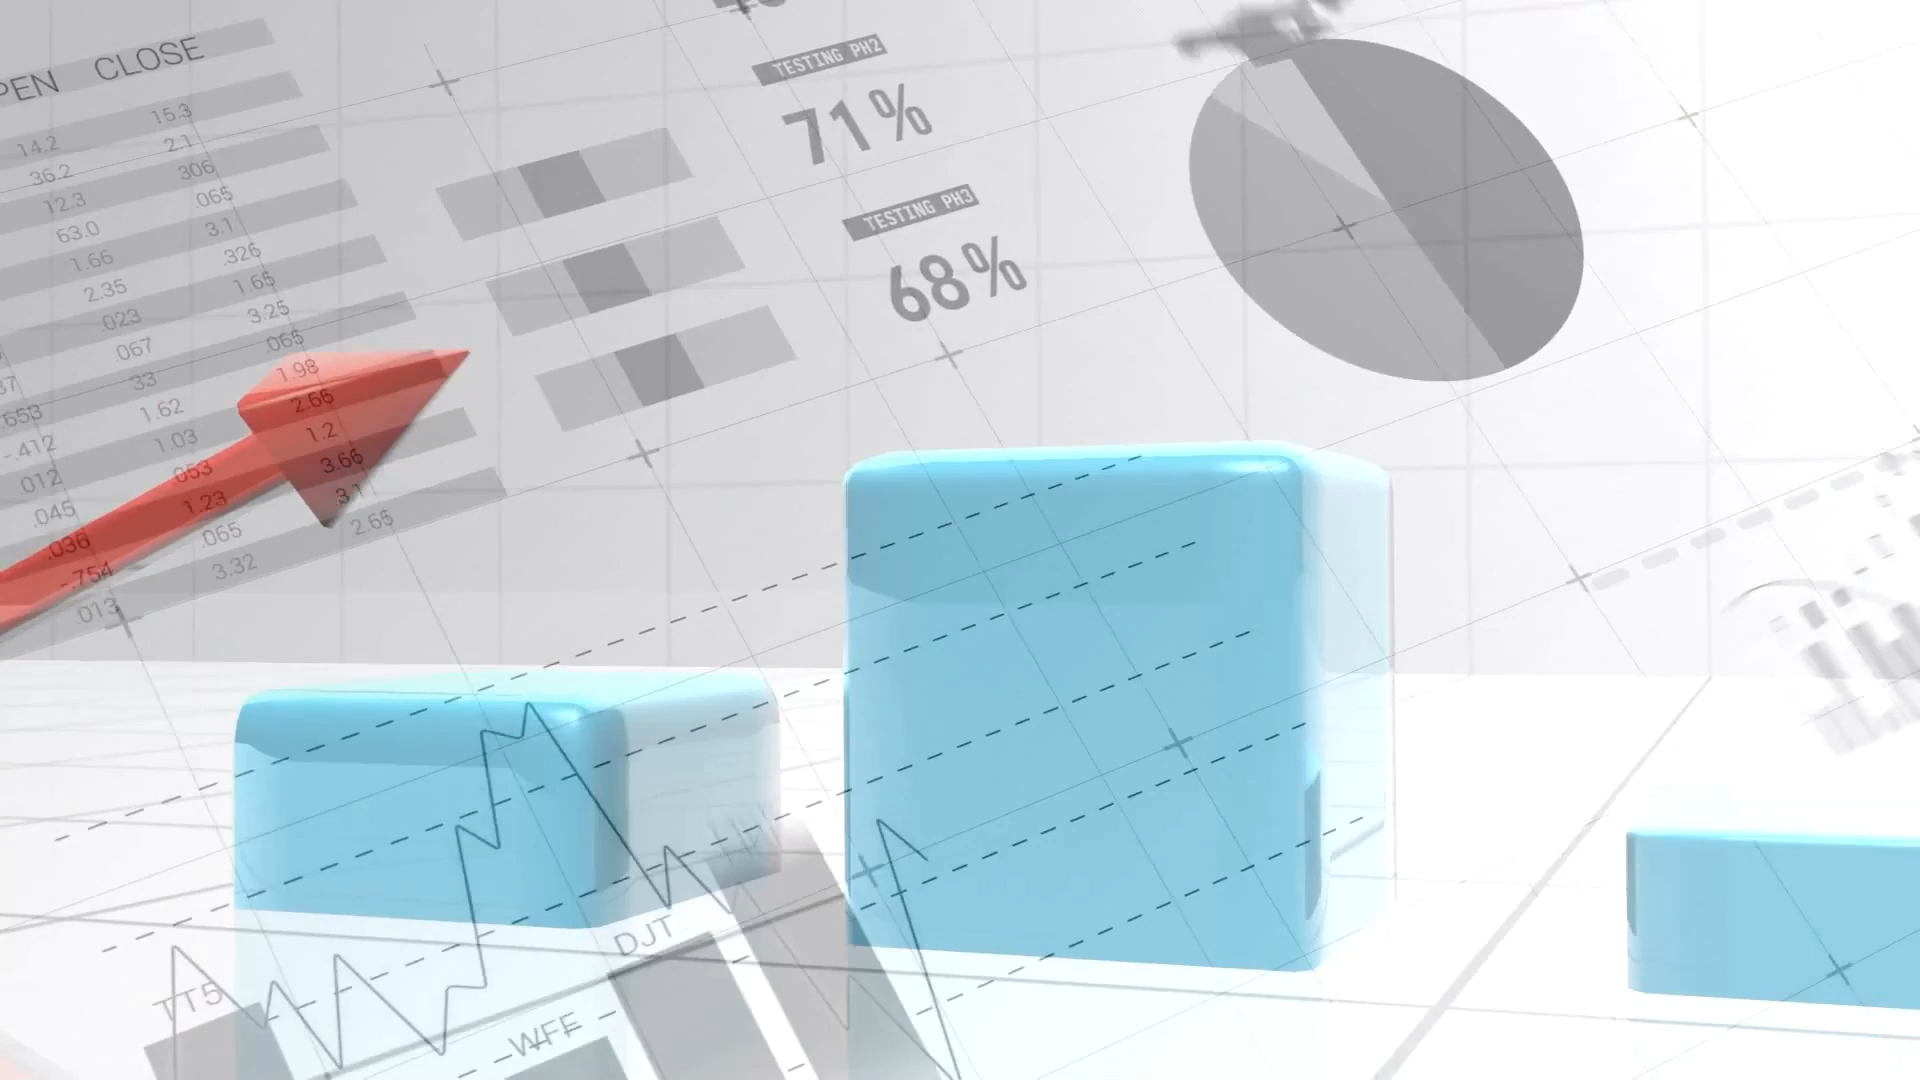 PEN CLOSE
14.2 15.3
36.2 2.1
12.3 306
63.0 .065
1.66 3.1
2.35 .326
.023 1.65
.067 3.25
33 .065
.653 1.62 1.98
-.412 1.03 2.66
.012 .053 1.2
.045 1.23 3.66
.036 .065 3.1
-.754 3.32 2.65
.013
TESTING PH2
71%
TESTING PH3
68%
TT5
DJT
WFE